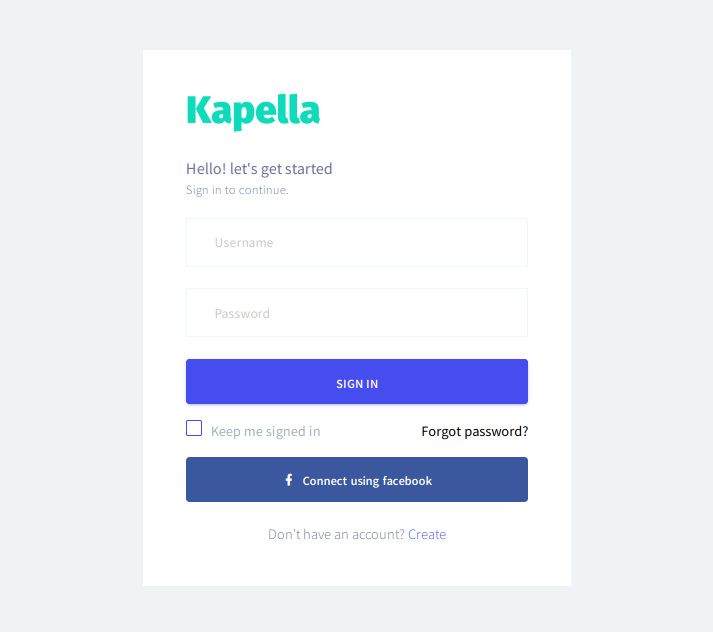 Kapella
Hello! let's get started
Sign in to continue.
Username
Password
SIGN IN
Keep me signed in Forgot password?
Connect using facebook
Don't have an account? Create